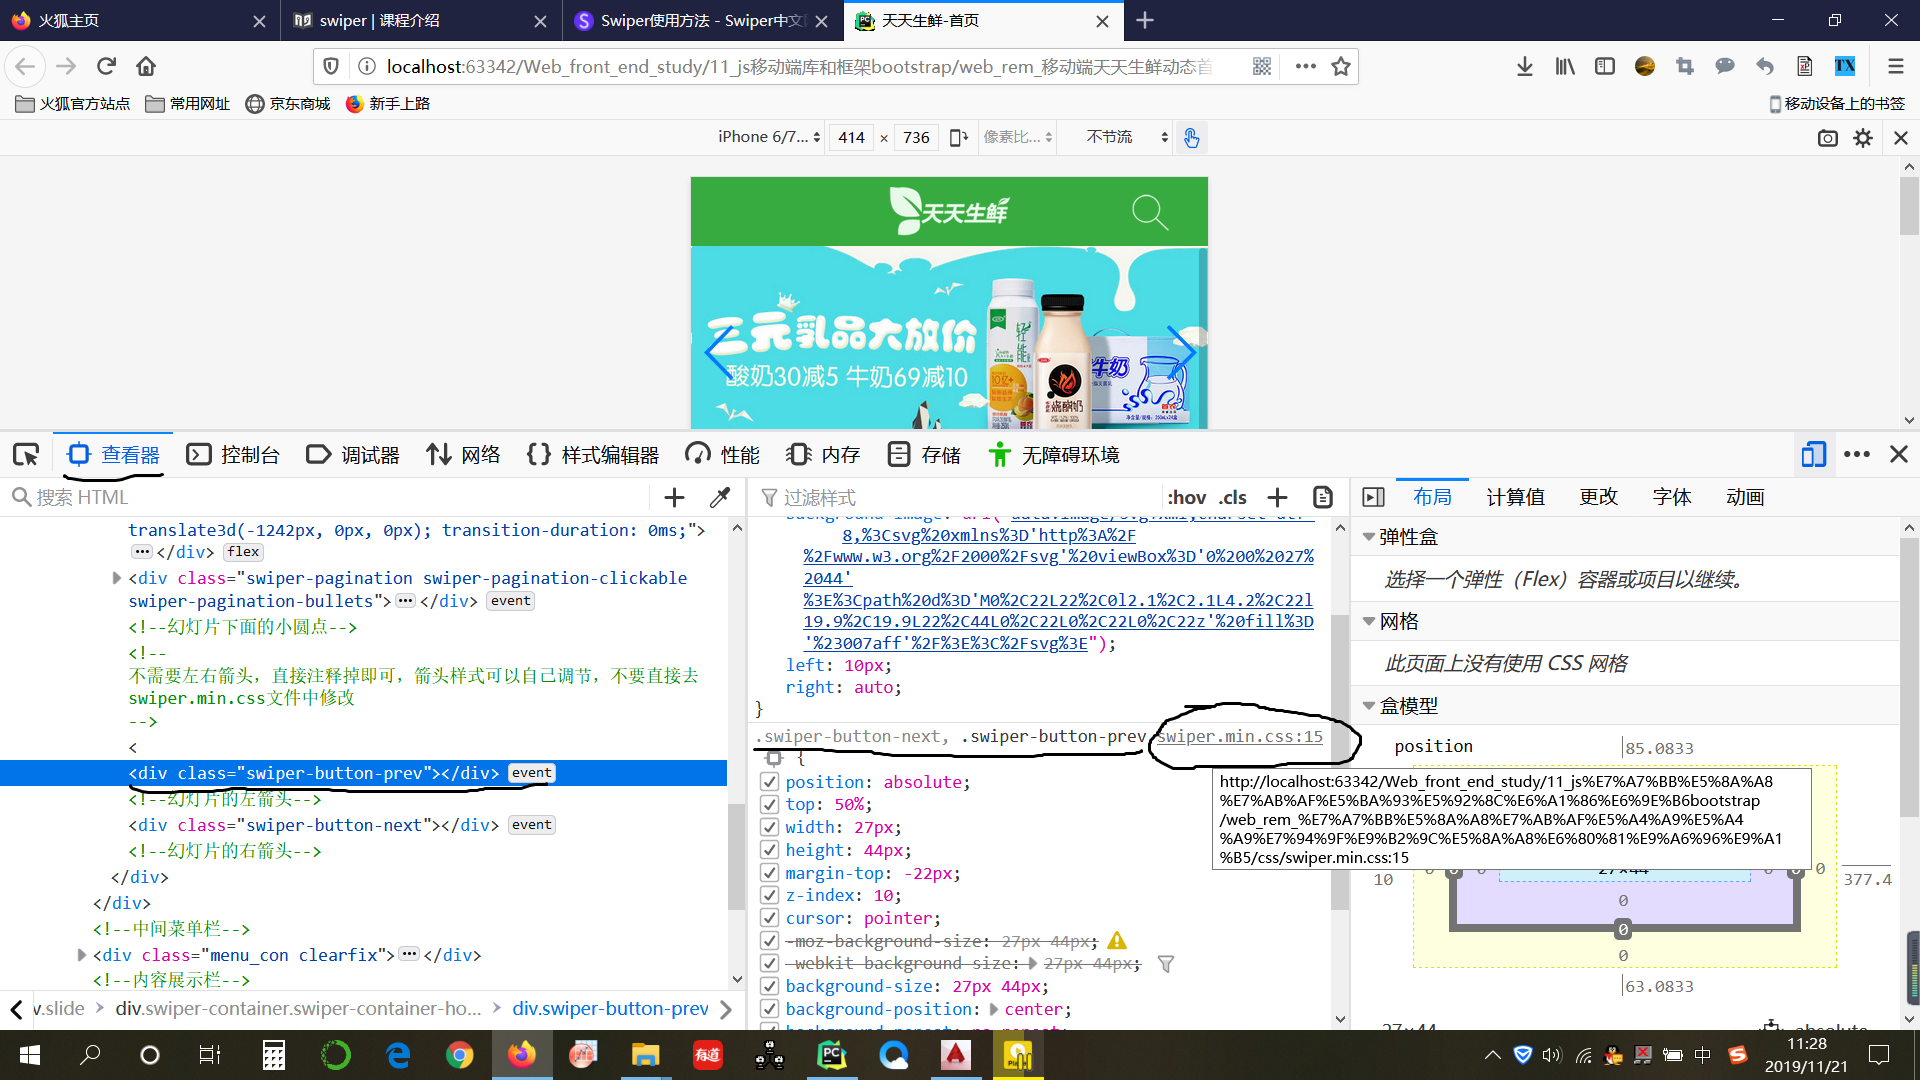 火狐主页
swiper | 课程介绍
Swiper使用方法 - Swiper中文
天天生鲜-首页
localhost:63342/Web_front_end_study/11_js移动端库和框架bootstrap/web_rem_移动端天天生鲜动态首
火狐官方站点
常用网址
京东商城
新手上路
移动设备上的书签
iPhone 6/7...
414 × 736
像素比...
不节流
天天生鲜
三元乳品大放价
酸奶30减5 牛奶69减10
查看器
控制台
调试器
网络
样式编辑器
性能
内存
存储
无障碍环境
搜索 HTML
translate3d(-1242px, 0px, 0px); transition-duration: 0ms;">
</div> flex
<div class="swiper-pagination swiper-pagination-clickable
swiper-pagination-bullets"> </div> event
<!--幻灯片下面的小圆点-->
<!--
不需要左右箭头，直接注释掉即可，箭头样式可以自己调节，不要直接去
swiper.min.css文件中修改
-->
<
<div class="swiper-button-prev"></div> event
<!--幻灯片的左箭头-->
<div class="swiper-button-next"></div> event
<!--幻灯片的右箭头-->
</div>
</div>
<!--中间菜单栏-->
<div class="menu_con clearfix"> </div>
<!--内容展示栏-->
v.slide
div.swiper-container.swiper-container-ho...
div.swiper-button-prev
过滤样式
:hov .cls
8,%3Csvg%20xmlns%3D'http%3A%2F
%2Fwww.w3.org%2F2000%2Fsvg'%20viewBox%3D'0%200%2027%
2044'
%3E%3Cpath%20d%3D'M0%2C22L22%2C0l2.1%2C2.1L4.2%2C22l
19.9%2C19.9L22%2C44L0%2C22L0%2C22L0%2C22z'%20fill%3D
'%23007aff'%2F%3E%3C%2Fsvg%3E");
left: 10px;
right: auto;
}
.swiper-button-next, .swiper-button-prev
swiper.min.css:15
{
position: absolute;
top: 50%;
width: 27px;
height: 44px;
margin-top: -22px;
z-index: 10;
cursor: pointer;
-moz-background-size: 27px 44px;
-webkit-background-size: 27px 44px;
background-size: 27px 44px;
background-position: center;
布局
计算值
更改
字体
动画
弹性盒
选择一个弹性（Flex）容器或项目以继续。
网格
此页面上没有使用 CSS 网格
盒模型
position
85.0833
http://localhost:63342/Web_front_end_study/11_js%E7%A7%BB%E5%8A%A8
%E7%AB%AF%E5%BA%93%E5%92%8C%E6%A1%86%E6%9E%B6bootstrap
/web_rem_%E7%A7%BB%E5%8A%A8%E7%AB%AF%E5%A4%A9%E5%A4
%A9%E7%94%9F%E9%B2%9C%E5%8A%A8%E6%80%81%E9%A6%96%E9%A1
%B5/css/swiper.min.css:15
10
0
377.4
0
0
0
63.0833
27×44
absolute
中
11:28
2019/11/21